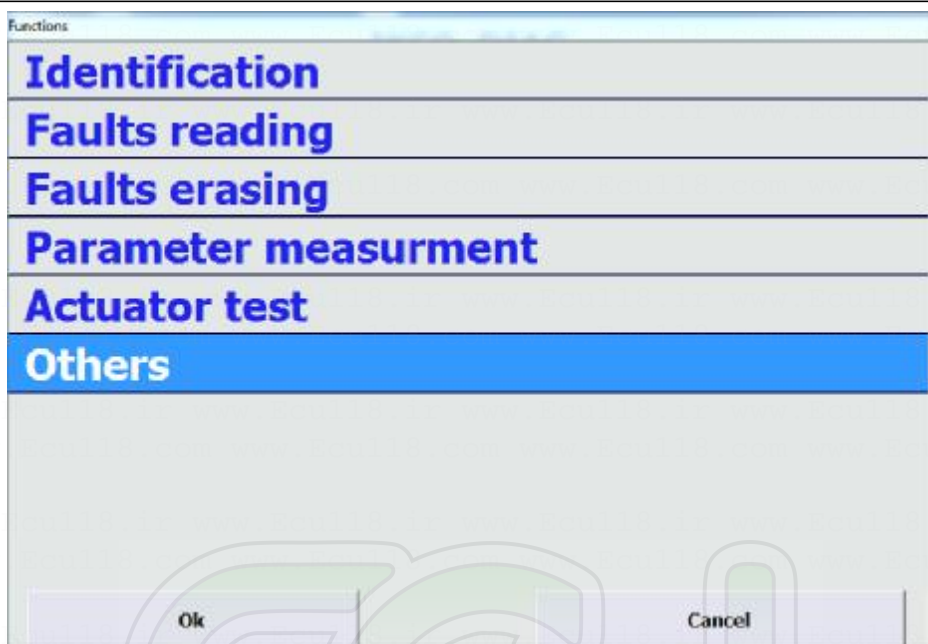 Functions
Identification
Faults reading
Faults erasing
Parameter measurment
Actuator test
Others
Ok
Cancel